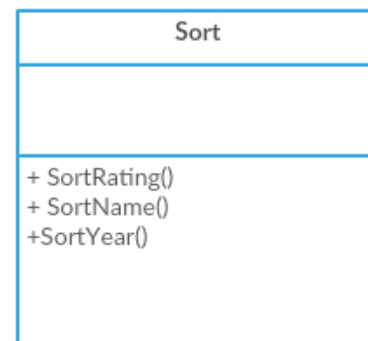 Sort
+ SortRating()
+ SortName()
+SortYear()